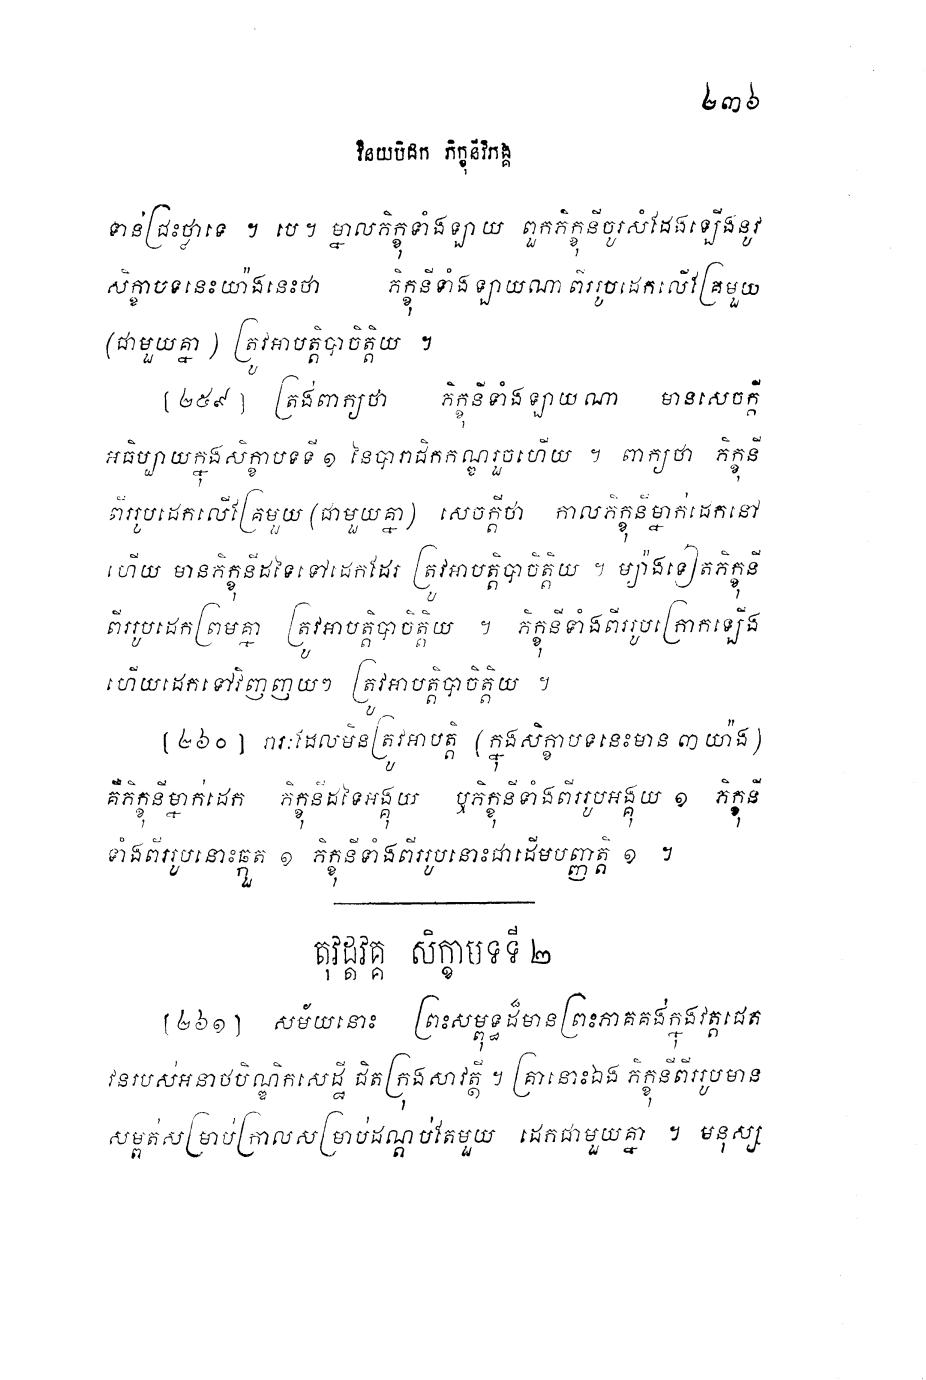 ២៣៦
វិនយបិដក ភិក្ខុនីវិភង្គ
ទាន់ជ្រះថ្លាទេ ។ បេ។ ម្នាលភិក្ខុទាំងឡាយ ពួកភិក្ខុនីចូរសំដែងឡើងនូវ
សិក្ខាបទនេះយ៉ាងនេះថា ភិក្ខុនីទាំងឡាយណា ពីររូបដេកលើគ្រែមួយ
(ជាមួយគ្នា) ត្រូវអាបត្តិបាចិត្តិយ ។
[២៥៩] ត្រង់ពាក្យថា ភិក្ខុនីទាំងឡាយណា មានសេចក្តី
អធិប្បាយក្នុងសិក្ខាបទទី ១ នៃបារាជិកកណ្ឌរួចហើយ ។ ពាក្យថា ភិក្ខុនី
ពីររូបដេកលើគ្រែមួយ (ជាមួយគ្នា) សេចក្តីថា កាលភិក្ខុនីម្នាក់ដេកនៅ
ហើយ មានភិក្ខុនីដទៃទៅដេកដែរ ត្រូវអាបត្តិបាចិត្តិយ ។ ម្យ៉ាងទៀតភិក្ខុនី
ពីររូបដេកព្រមគ្នា ត្រូវអាបត្តិបាចិត្តិយ ។ ភិក្ខុនីទាំងពីររូបក្រោកឡើង
ហើយដេកទៅវិញញយៗ ត្រូវអាបត្តិបាចិត្តិយ ។
[២៦០] វារៈដែលមិនត្រូវអាបត្តិ (ក្នុងសិក្ខាបទនេះមាន ៣ យ៉ាង)
គឺភិក្ខុនីម្នាក់ដេក ភិក្ខុនីដទៃអង្គុយ ឬភិក្ខុនីទាំងពីររូបអង្គុយ ១ ភិក្ខុនី
ទាំងពីររូបនោះឆ្កួត ១ ភិក្ខុនីទាំងពីររូបនោះជាដើមបញ្ញត្តិ ១ ។
តុវដ្តវគ្គ សិក្ខាបទទី ២
[២៦១] សម័យនោះ ព្រះសម្ពុទ្ធដ៏មានព្រះភាគគង់ក្នុងវត្តជេត
វនរបស់អនាថបិណ្ឌិកសេដ្ឋី ជិតក្រុងសាវត្ថី ។ គ្រានោះឯង ភិក្ខុនីពីររូបមាន
សម្ពត់សម្រាប់ក្រាលសម្រាប់ដណ្តប់តែមួយ ដេកជាមួយគ្នា ។ មនុស្ស